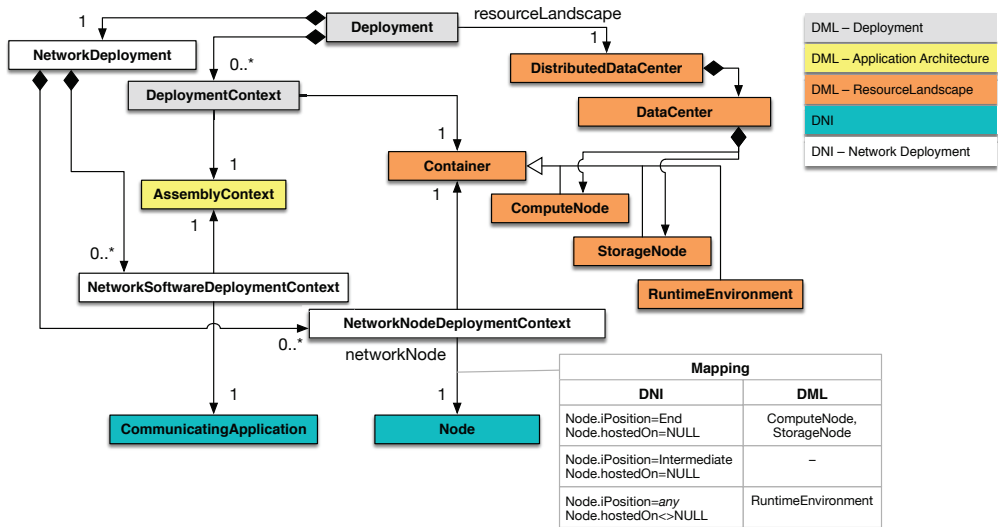 resourceLandscape
1
Deployment
1
NetworkDeployment
0..*
DistributedDataCenter
DeploymentContext
DataCenter
1
1
Container
1
AssemblyContext
1
ComputeNode
StorageNode
0..*
NetworkSoftwareDeploymentContext
RuntimeEnvironment
NetworkNodeDeploymentContext
0..*
networkNode
1
1
CommunicatingApplication
Node
DML – Deployment
DML – Application Architecture
DML – ResourceLandscape
DNI
DNI – Network Deployment
Mapping
DNI
DML
Node.iPosition=End
Node.hostedOn=NULL
ComputeNode,
StorageNode
Node.iPosition=Intermediate
Node.hostedOn=NULL
–
Node.iPosition=any
Node.hostedOn<>NULL
RuntimeEnvironment